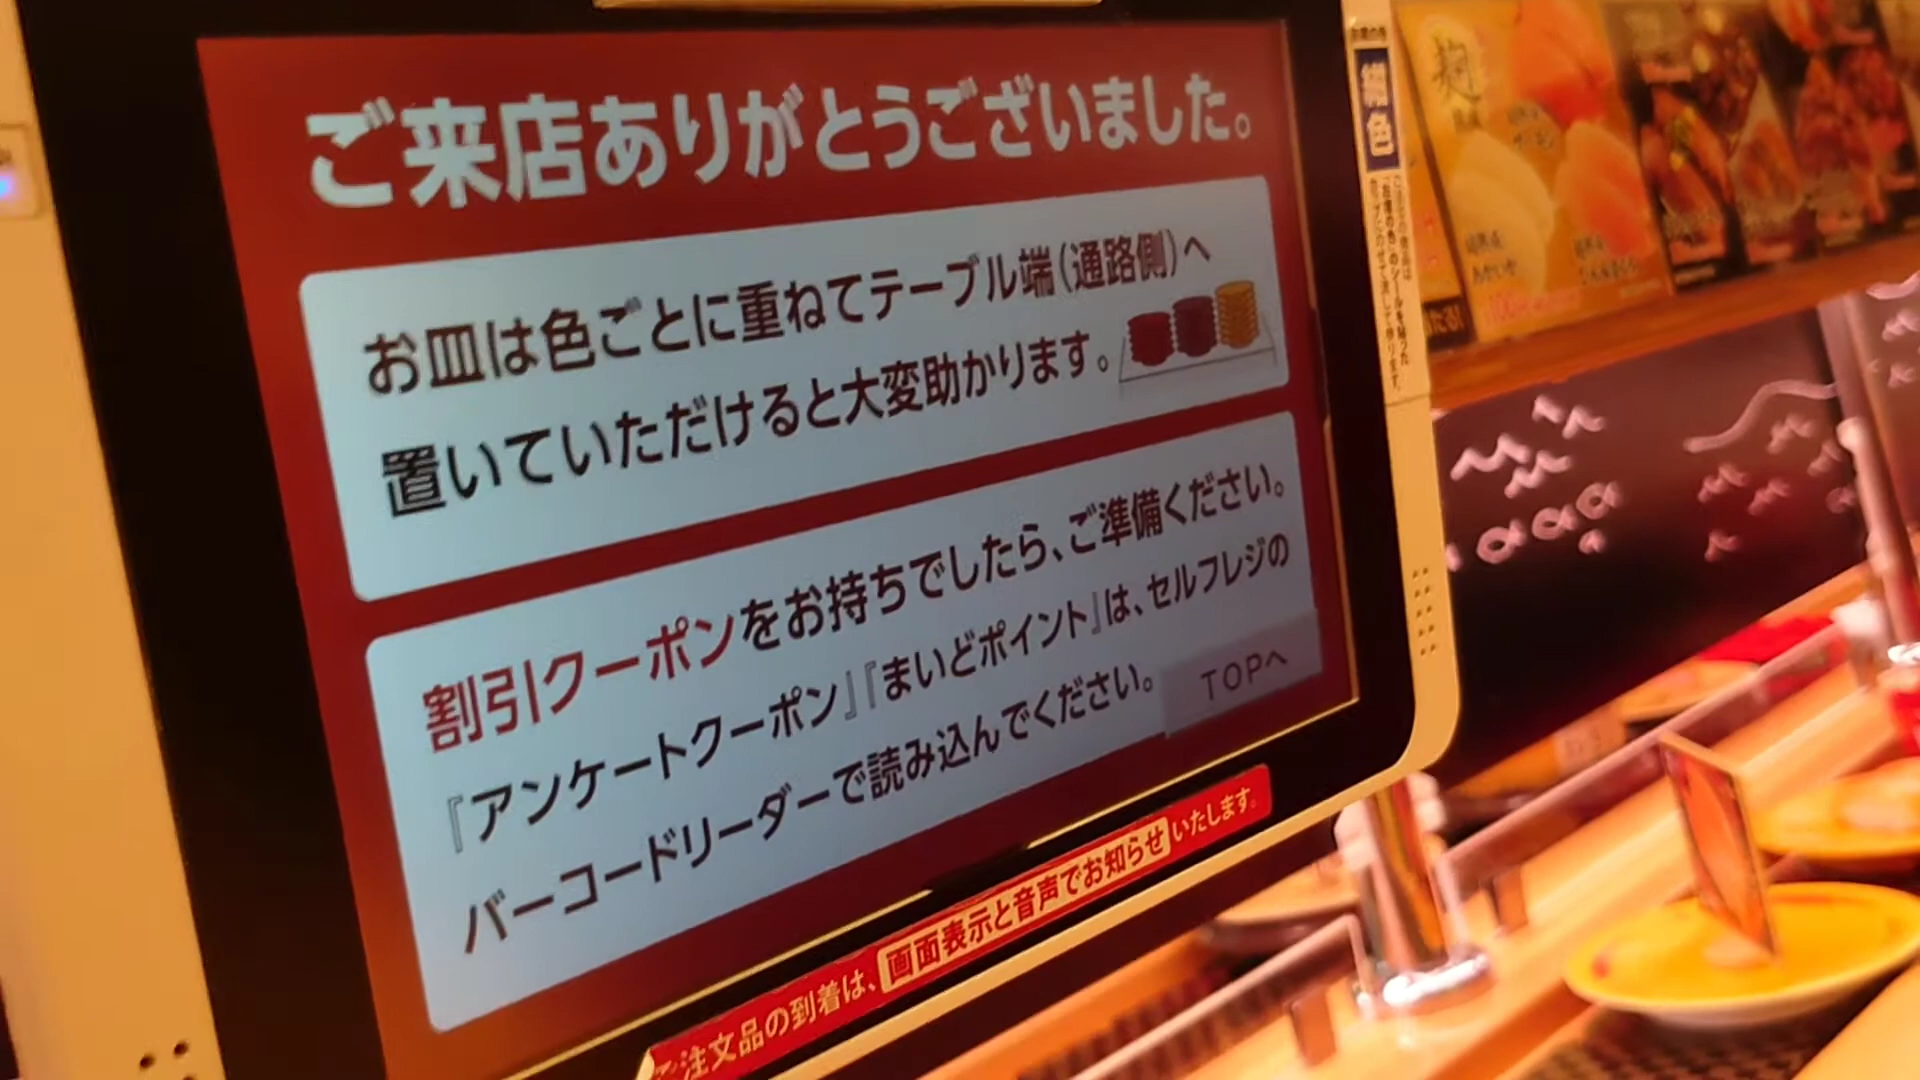 ご来店ありがとうございました。
お皿は色ごとに重ねてテーブル端(通路側)へ
置いていただけると大変助かります。
割引クーポンをお持ちでしたら、ご準備ください。
『アンケートクーポン』『まいどポイント』は、セルフレジの
バーコードリーダーで読み込んでください。
TOPへ
ご注文品の到着は、画面表示と音声でお知らせいたします。
色